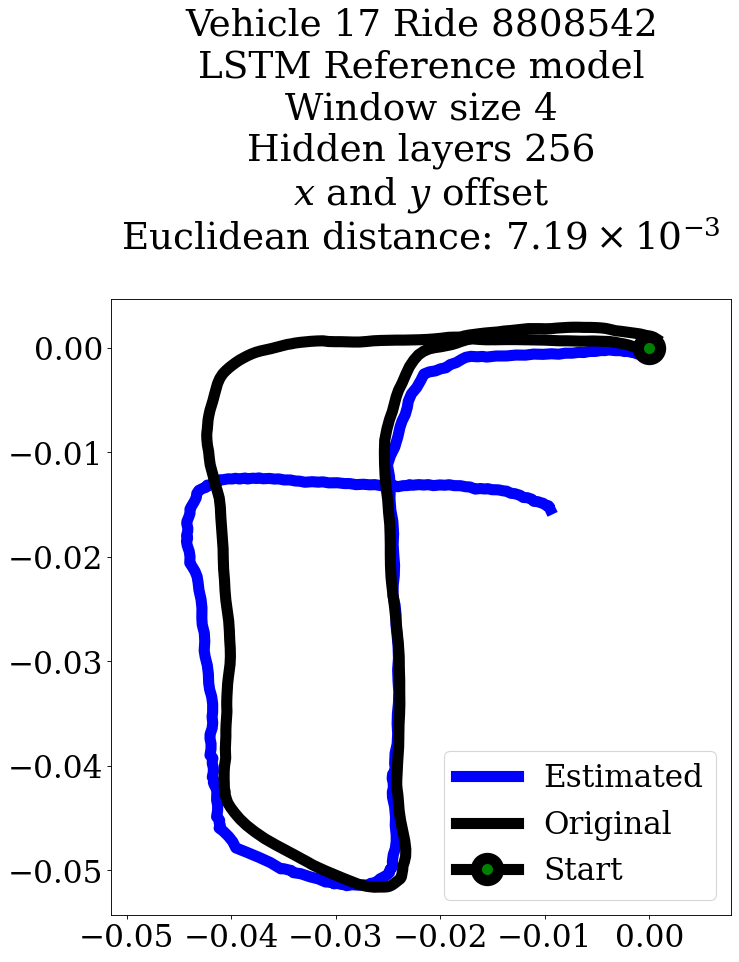 Vehicle 17 Ride 8808542
LSTM Reference model
Window size 4
Hidden layers 256
x and y offset
Euclidean distance: 7.19 × 10⁻³
0.00
−0.01
−0.02
−0.03
−0.04
−0.05
Estimated
Original
Start
−0.05 −0.04 −0.03 −0.02 −0.01 0.00